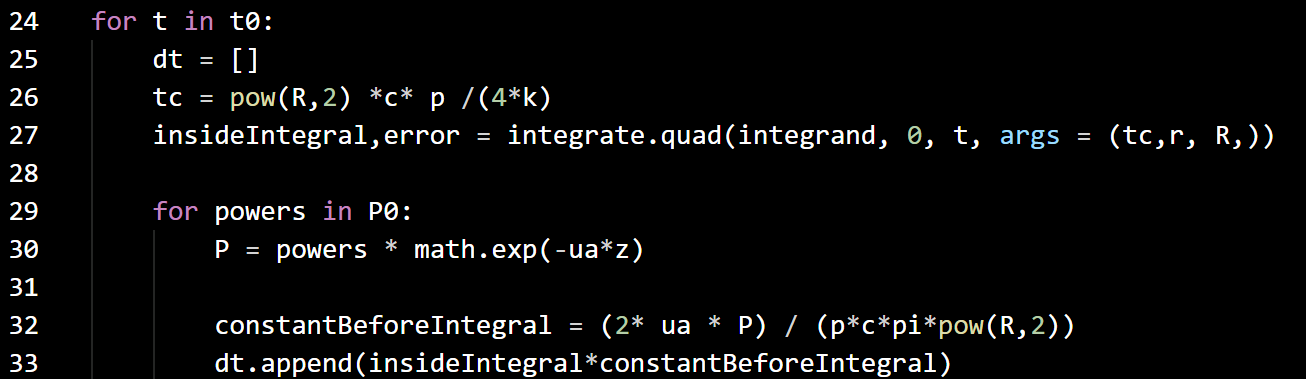 24 for t in t0:
25 dt = []
26 tc = pow(R,2) *c* p /(4*k)
27 insideIntegral,error = integrate.quad(integrand, 0, t, args = (tc,r, R,))
28
29 for powers in P0:
30 P = powers * math.exp(-ua*z)
31
32 constantBeforeIntegral = (2* ua * P) / (p*c*pi*pow(R,2))
33 dt.append(insideIntegral*constantBeforeIntegral)